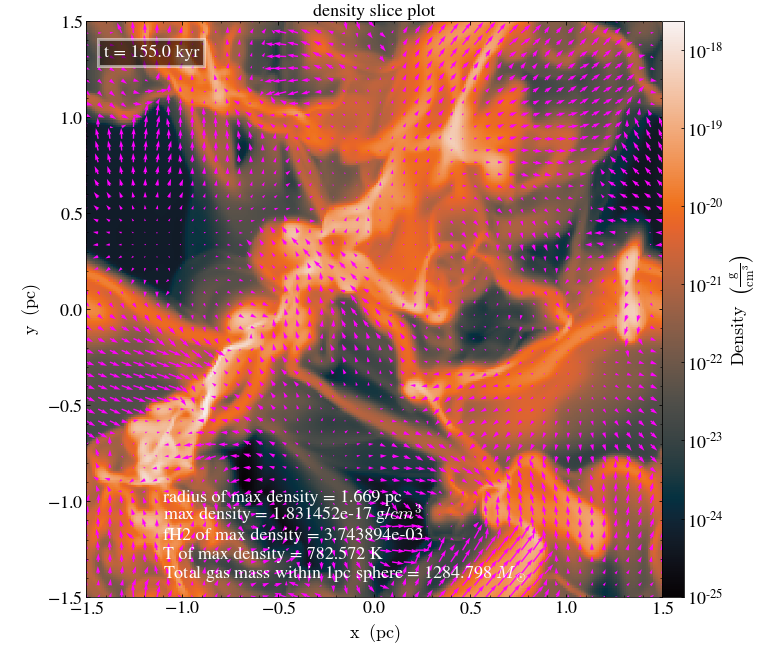 density slice plot
t = 155.0 kyr
1.5
1.0
0.5
0.0
−0.5
−1.0
−1.5
y (pc)
radius of max density = 1.669 pc
max density = 1.831452e-17 g/cm³
fH2 of max density = 3.743894e-03
T of max density = 782.572 K
Total gas mass within 1pc sphere = 1284.798 M
−1.5 −1.0 −0.5 0.0 0.5 1.0 1.5
x (pc)
10⁻¹⁸
10⁻¹⁹
10⁻²⁰
10⁻²¹
10⁻²²
10⁻²³
10⁻²⁴
10⁻²⁵
Density (g/cm³)